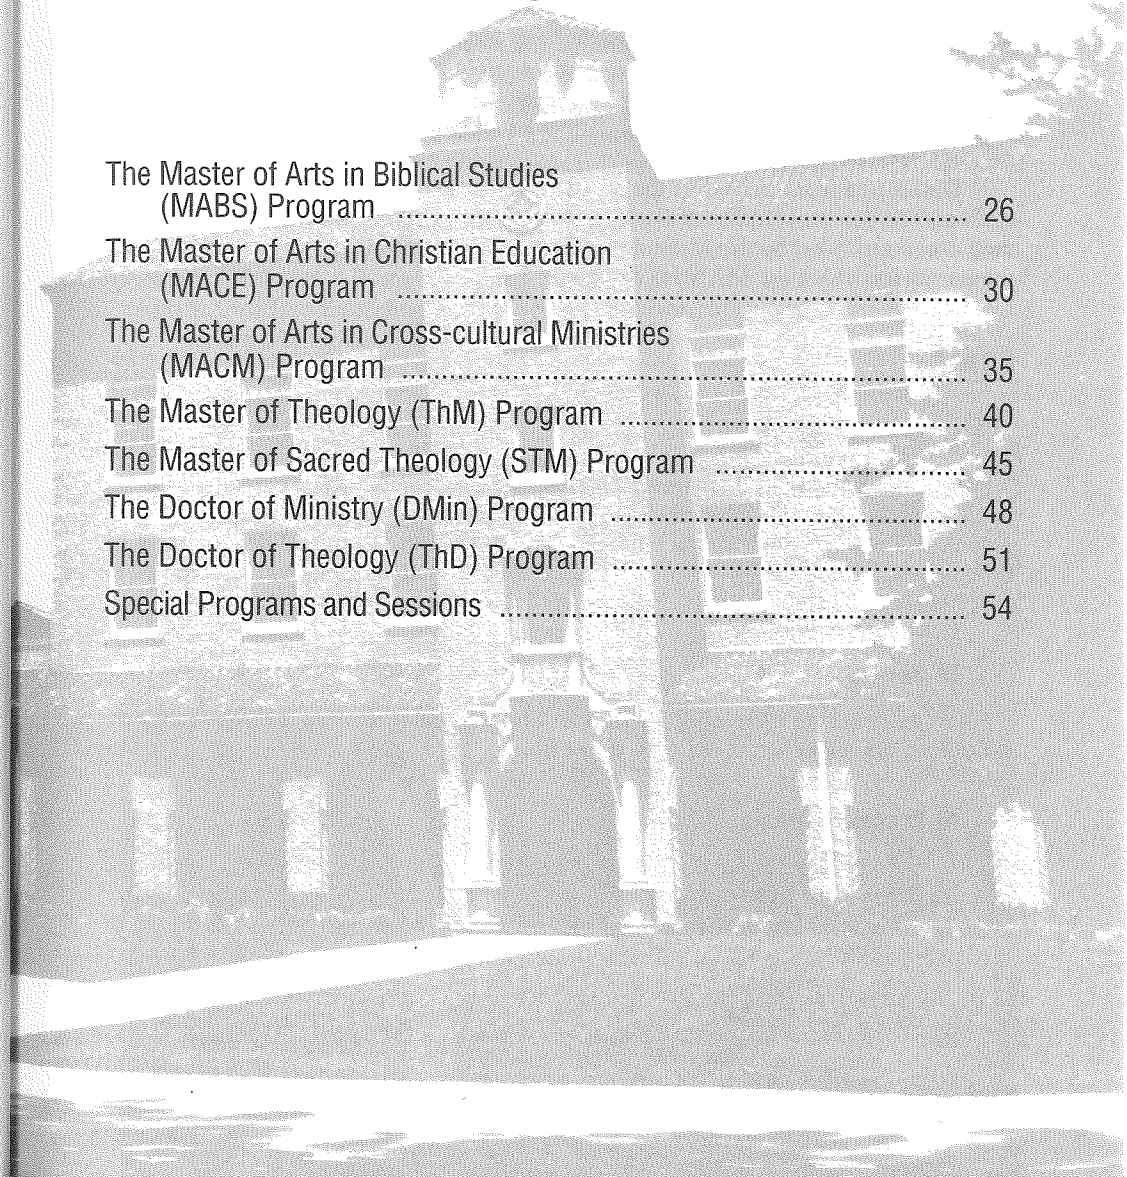 The Master of Arts in Biblical Studies
(MABS) Program ........................................................................ 26
The Master of Arts in Christian Education
(MACE) Program ........................................................................ 30
The Master of Arts in Cross-cultural Ministries
(MACM) Program ....................................................................... 35
The Master of Theology (ThM) Program ........................................... 40
The Master of Sacred Theology (STM) Program ............................... 45
The Doctor of Ministry (DMin) Program ............................................ 48
The Doctor of Theology (ThD) Program ............................................ 51
Special Programs and Sessions .......................................................... 54